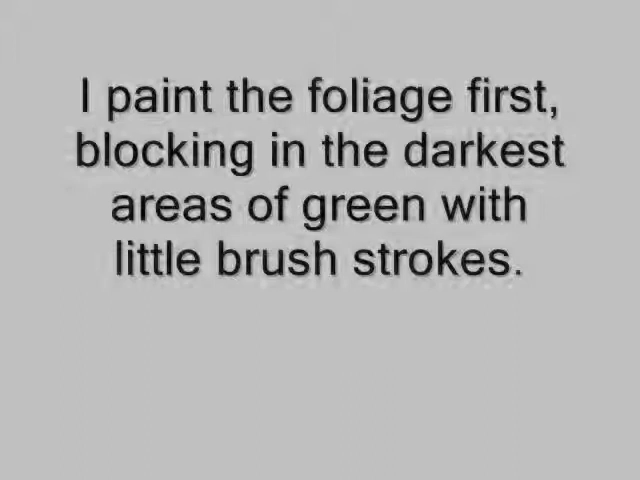 I paint the foliage first,
blocking in the darkest
areas of green with
little brush strokes.